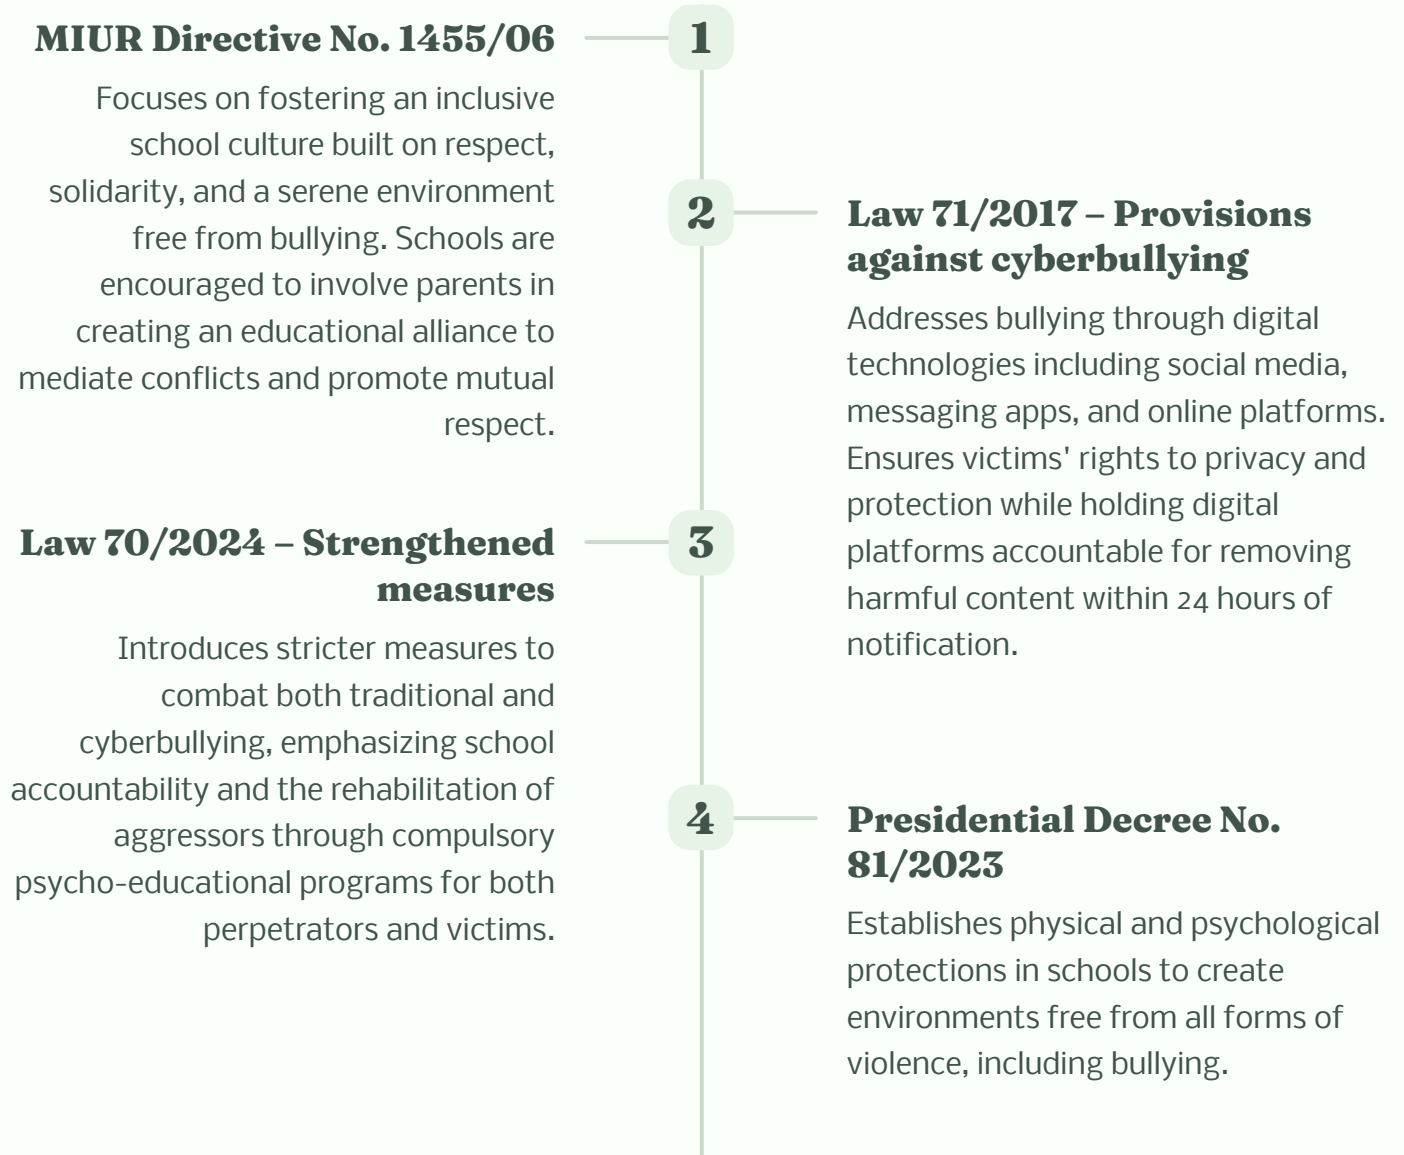 1
MIUR Directive No. 1455/06
Focuses on fostering an inclusive
school culture built on respect,
solidarity, and a serene environment
free from bullying. Schools are
encouraged to involve parents in
creating an educational alliance to
mediate conflicts and promote mutual
respect.
2
Law 71/2017 – Provisions
against cyberbullying
Addresses bullying through digital
technologies including social media,
messaging apps, and online platforms.
Ensures victims' rights to privacy and
protection while holding digital
platforms accountable for removing
harmful content within 24 hours of
notification.
3
Law 70/2024 – Strengthened
measures
Introduces stricter measures to
combat both traditional and
cyberbullying, emphasizing school
accountability and the rehabilitation of
aggressors through compulsory
psycho-educational programs for both
perpetrators and victims.
4
Presidential Decree No.
81/2023
Establishes physical and psychological
protections in schools to create
environments free from all forms of
violence, including bullying.